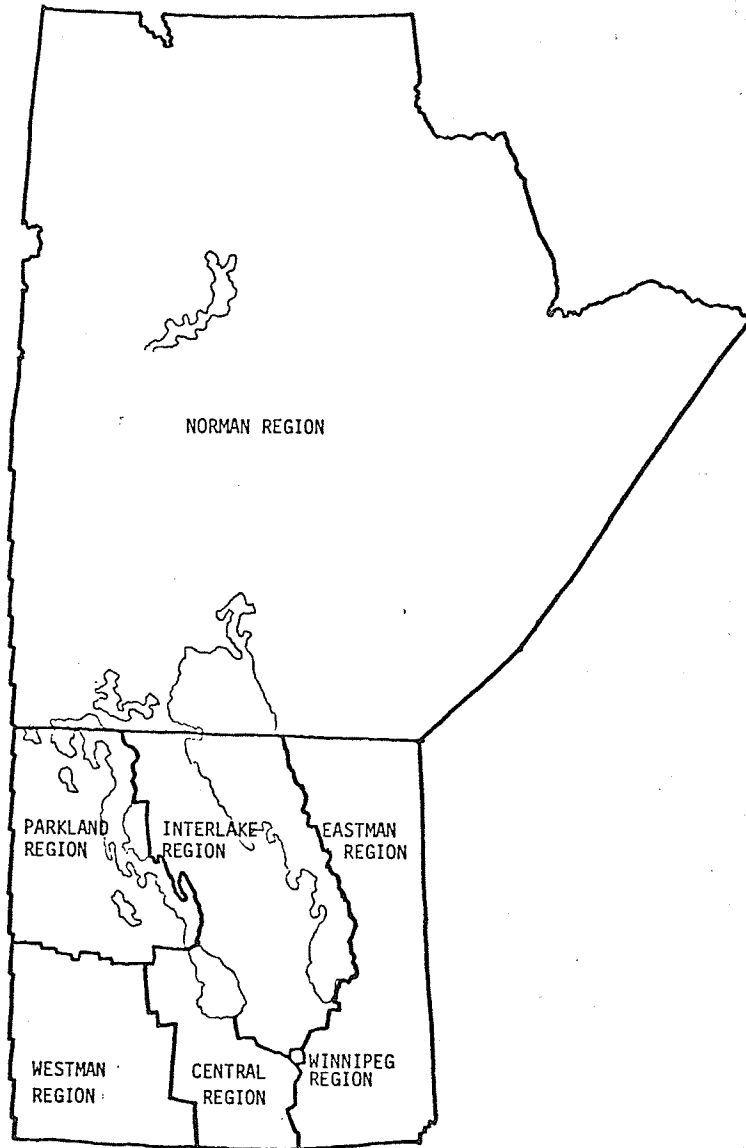 NORMAN REGION
PARKLAND
REGION
INTERLAKE
REGION
EASTMAN
REGION
WESTMAN
REGION
CENTRAL
REGION
WINNIPEG
REGION